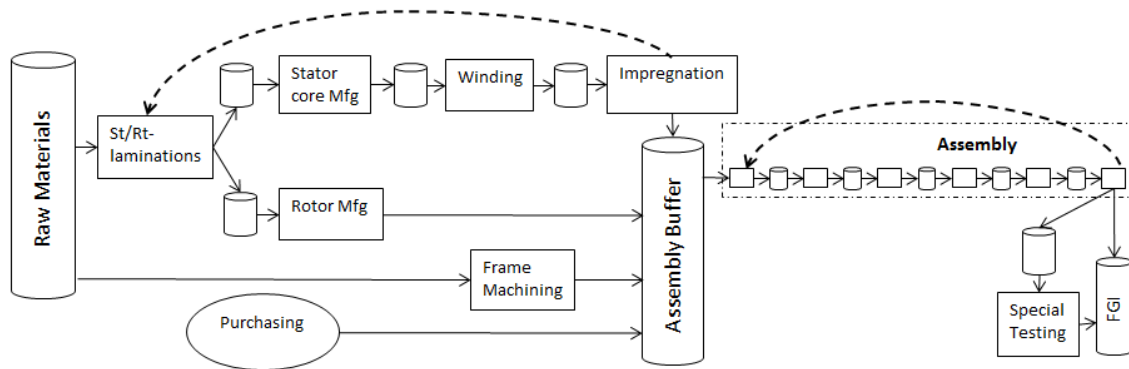 Raw Materials
St/Rt-
laminations
Stator
core Mfg
Winding
Impregnation
Rotor Mfg
Frame
Machining
Purchasing
Assembly Buffer
Assembly
Special
Testing
FGI